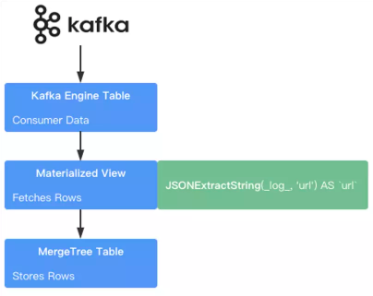 kafka
Kafka Engine Table
Consumer Data
Materialized View
Fetches Rows
JSONExtractString(_log_, 'url') AS `url`
MergeTree Table
Stores Rows